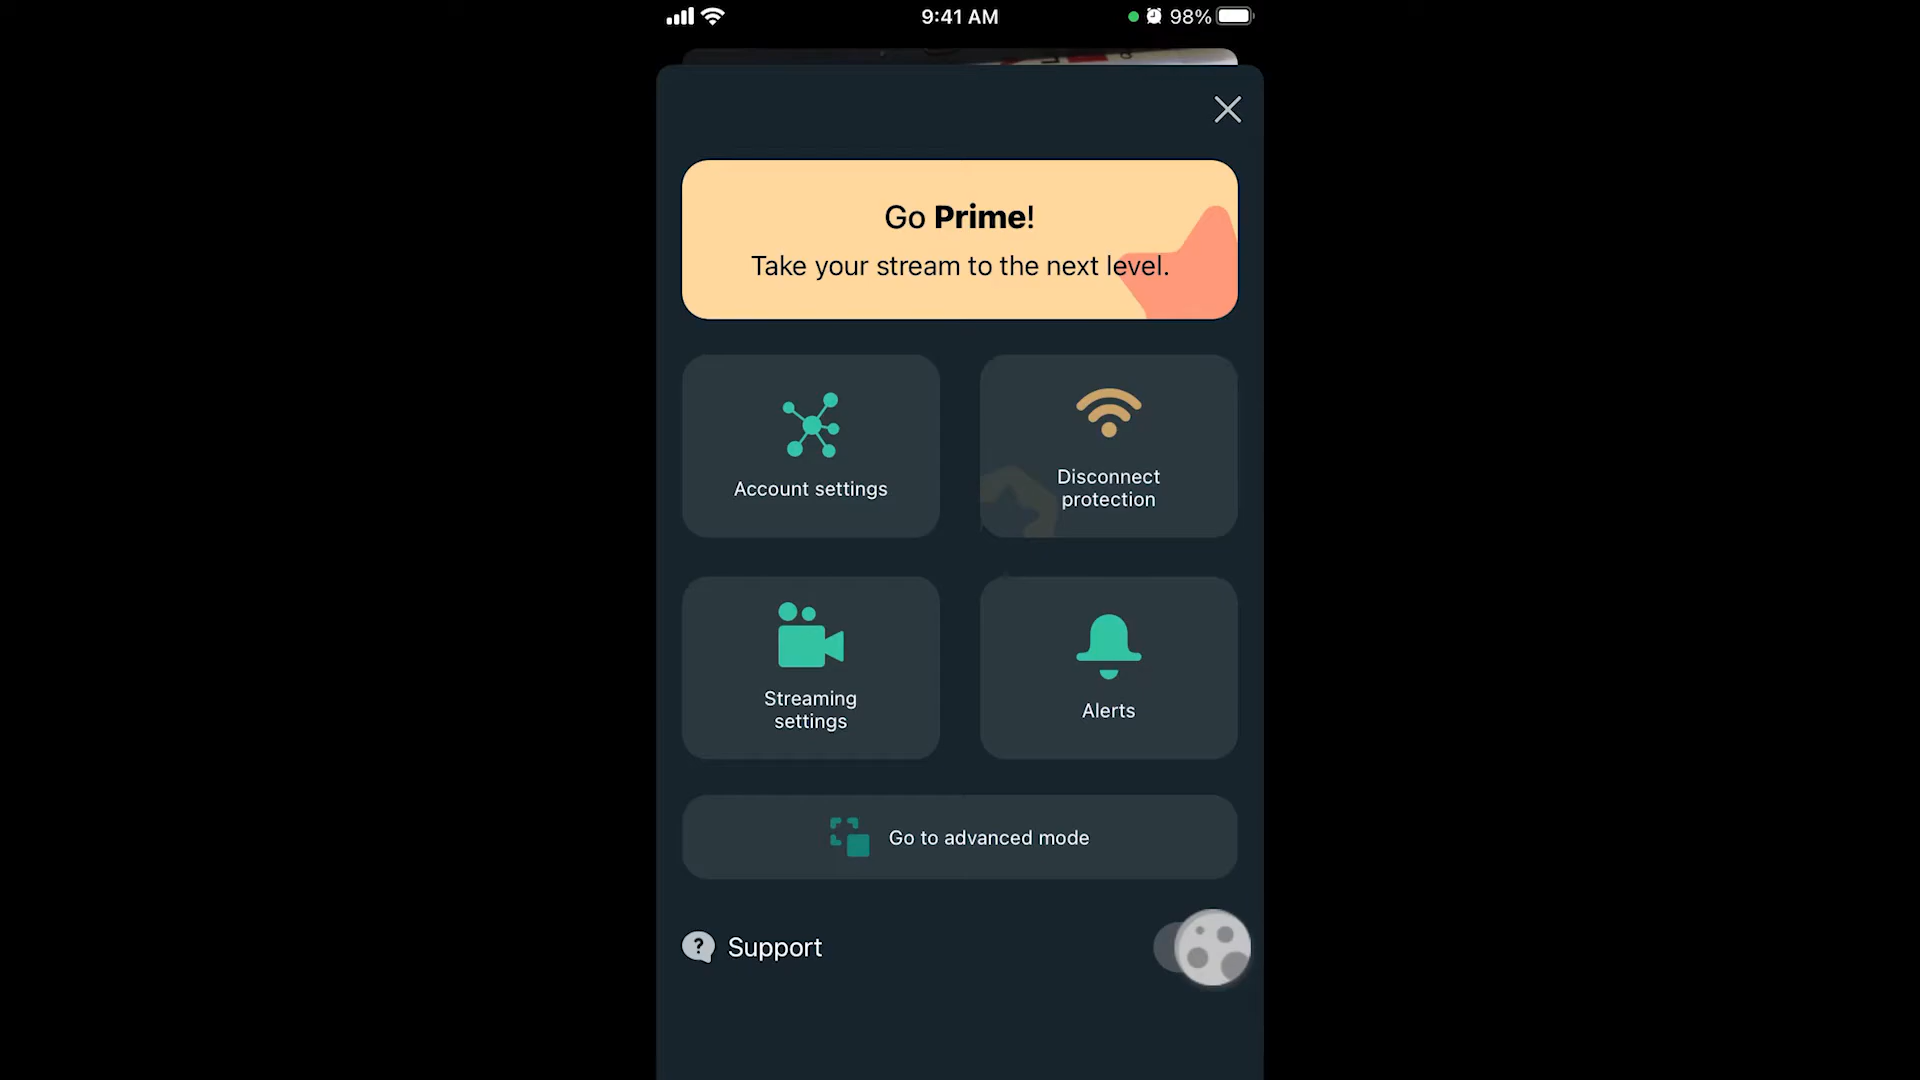 9:41 AM
98%
Go Prime!
Take your stream to the next level.
Account settings
Disconnect
protection
Streaming
settings
Alerts
Go to advanced mode
? Support